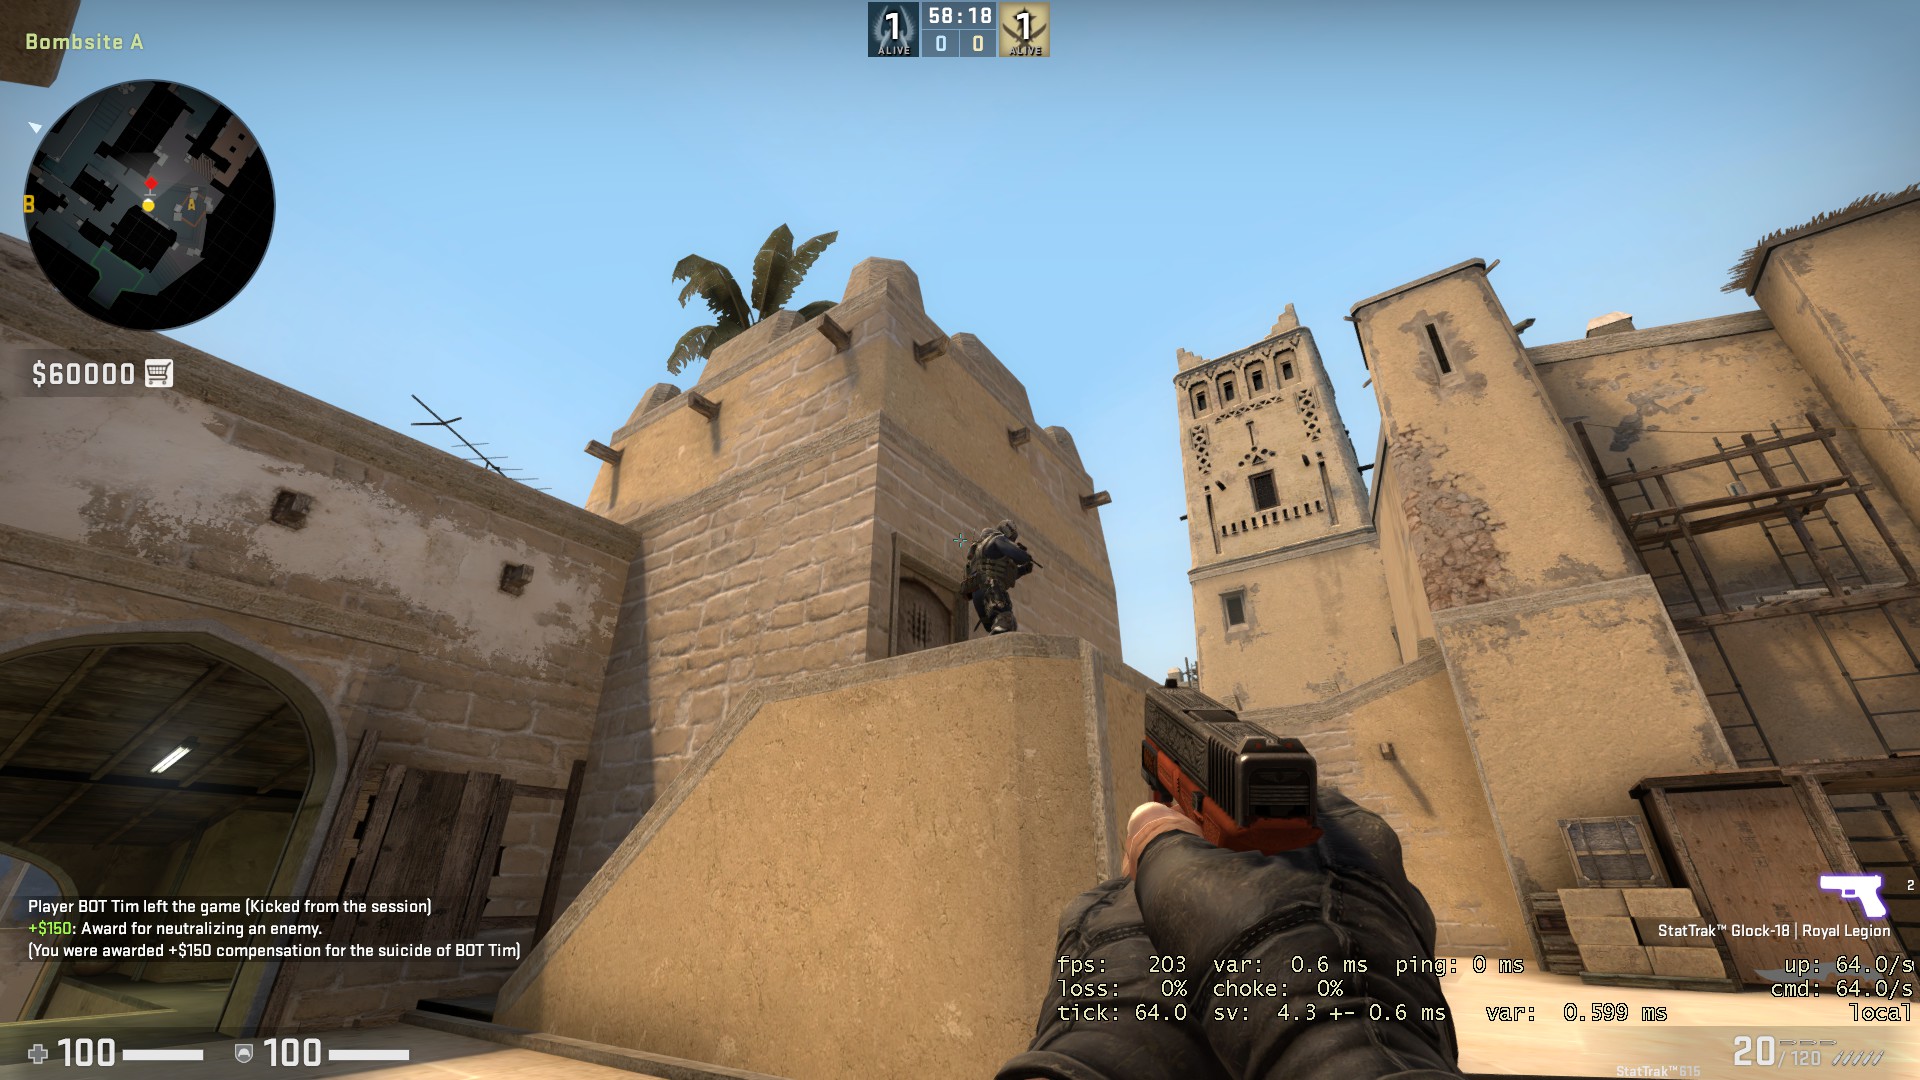 1
ALIVE
58:18
0
0
1
ALIVE
Bombsite A
B
A
$60000
Player BOT Tim left the game (Kicked from the session)
+$150: Award for neutralizing an enemy.
(You were awarded +$150 compensation for the suicide of BOT Tim)
2
StatTrak™ Glock-18 | Royal Legion
fps: 203 var: 0.6 ms ping: 0 ms
up: 64.0/s
loss: 0% choke: 0%
cmd: 64.0/s
tick: 64.0 sv: 4.3 +- 0.6 ms var: 0.599 ms
local
100
100
20/120
StatTrak™615